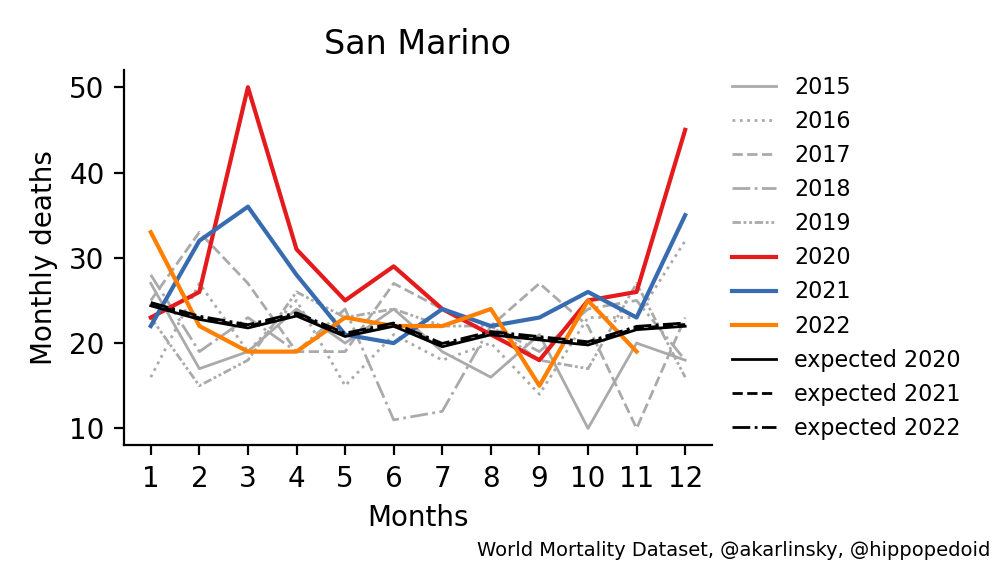 San Marino
Monthly deaths
50
40
30
20
10
1 2 3 4 5 6 7 8 9 10 11 12
Months
2015
2016
2017
2018
2019
2020
2021
2022
expected 2020
expected 2021
expected 2022
World Mortality Dataset, @akarlinsky, @hippopedoid